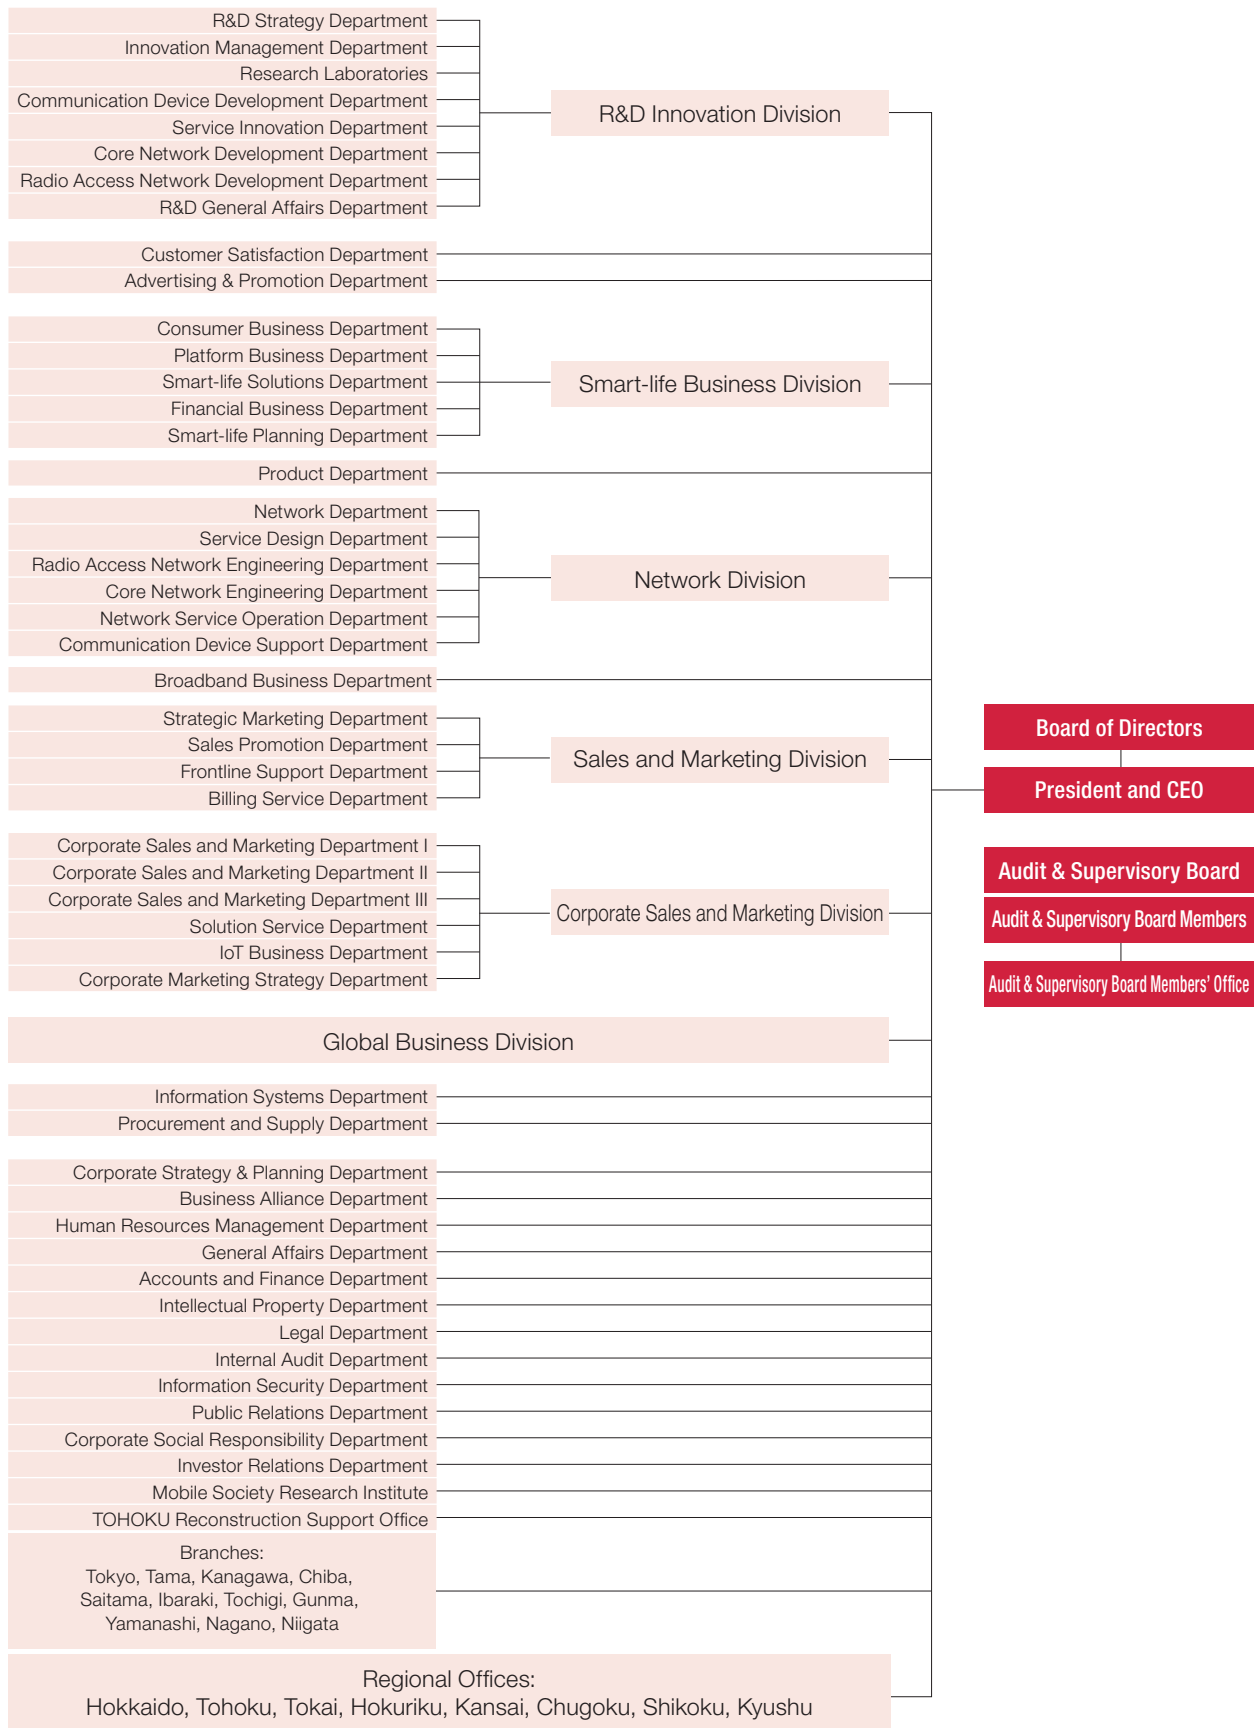 R&D Strategy Department
Innovation Management Department
Research Laboratories
Communication Device Development Department
Service Innovation Department
Core Network Development Department
Radio Access Network Development Department
R&D General Affairs Department
R&D Innovation Division
Customer Satisfaction Department
Advertising & Promotion Department
Consumer Business Department
Platform Business Department
Smart-life Solutions Department
Financial Business Department
Smart-life Planning Department
Smart-life Business Division
Product Department
Network Department
Service Design Department
Radio Access Network Engineering Department
Core Network Engineering Department
Network Service Operation Department
Communication Device Support Department
Network Division
Broadband Business Department
Strategic Marketing Department
Sales Promotion Department
Frontline Support Department
Billing Service Department
Sales and Marketing Division
Board of Directors
President and CEO
Audit & Supervisory Board
Audit & Supervisory Board Members
Audit & Supervisory Board Members' Office
Corporate Sales and Marketing Department I
Corporate Sales and Marketing Department II
Corporate Sales and Marketing Department III
Solution Service Department
IoT Business Department
Corporate Marketing Strategy Department
Corporate Sales and Marketing Division
Global Business Division
Information Systems Department
Procurement and Supply Department
Corporate Strategy & Planning Department
Business Alliance Department
Human Resources Management Department
General Affairs Department
Accounts and Finance Department
Intellectual Property Department
Legal Department
Internal Audit Department
Information Security Department
Public Relations Department
Corporate Social Responsibility Department
Investor Relations Department
Mobile Society Research Institute
TOHOKU Reconstruction Support Office
Branches:
Tokyo, Tama, Kanagawa, Chiba,
Saitama, Ibaraki, Tochigi, Gunma,
Yamanashi, Nagano, Niigata
Regional Offices:
Hokkaido, Tohoku, Tokai, Hokuriku, Kansai, Chugoku, Shikoku, Kyushu